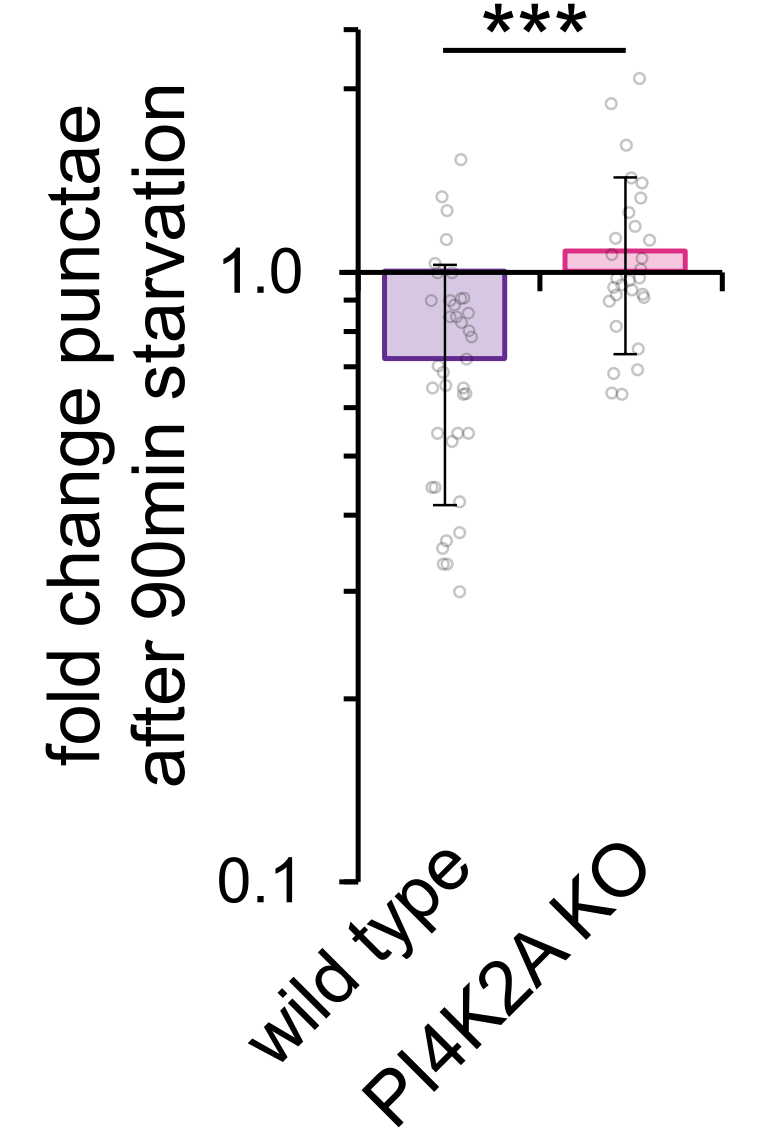 ***
fold change punctae
after 90min starvation
1.0
0.1
wild type
PI4K2A KO